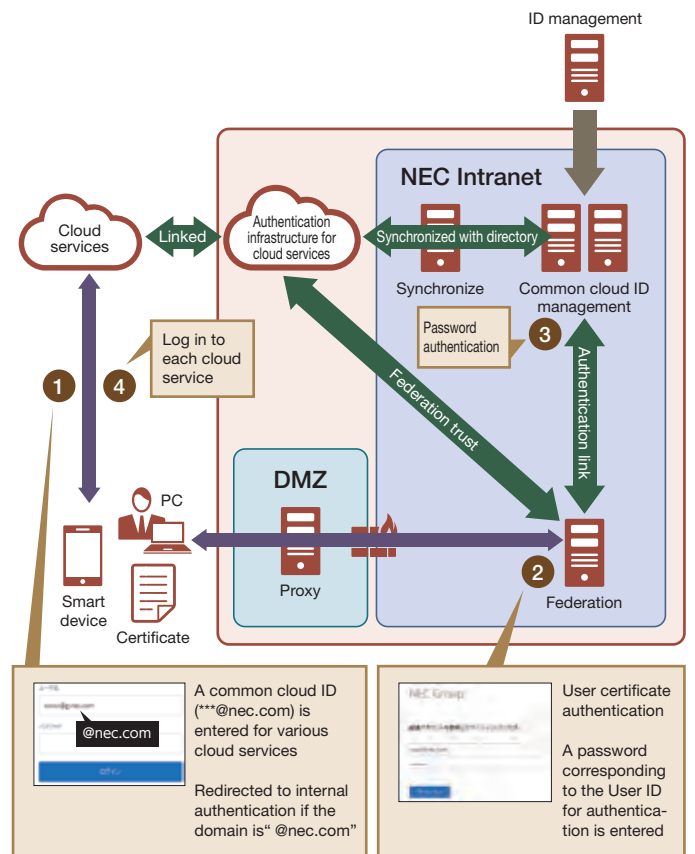 ID management
NEC Intranet
Cloud
services
Linked
Authentication
infrastructure for
cloud services
Synchronized with directory
Synchronize
Common cloud ID
management
Password
authentication
3
Log in to
each cloud
service
1
4
Authentication link
Federation trust
DMZ
PC
Proxy
2
Federation
Smart
device
Certificate
@nec.com
ログイン
A common cloud ID
(***@nec.com) is
entered for various
cloud services
Redirected to internal
authentication if the
domain is“ @nec.com”
NEC Group
User certificate
authentication
A password
corresponding
to the User ID
for authentica-
tion is entered